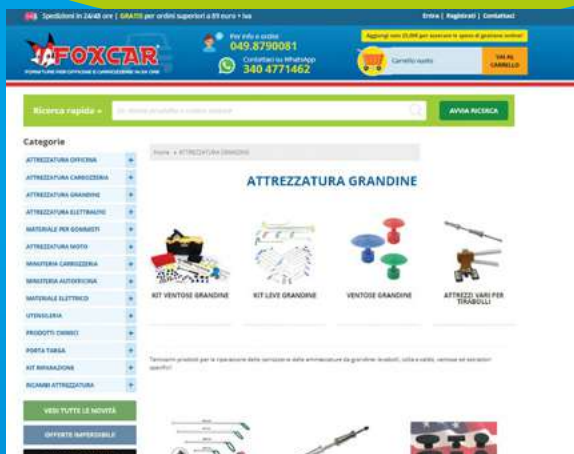 Spedizioni in 24/48 ore | GRATIS per ordini superiori a 89 euro + iva
Entra | Registrati | Contattaci
FOXCAR
FORNITURE PER OFFICINE E CARROZZERIE IN 24 ORE
Per info e ordini
049.8790081
Contattaci su WhatsApp
340 4771462
Carrello vuoto
VAI AL
CARRELLO
Ricerca rapida »
AVVIA RICERCA
Categorie
ATTREZZATURA OFFICINA
ATTREZZATURA CARROZZERIA
ATTREZZATURA GRANDINE
ATTREZZATURA ELETTRAUTO
MATERIALE PER GOMMISTI
ATTREZZATURA MOTO
MINUTERIA CARROZZERIA
MINUTERIA AUTOFFICINA
MATERIALE ELETTRICO
UTENSILERIA
PRODOTTI CHIMICI
PORTA TARGA
KIT RIPARAZIONE
RICAMBI ATTREZZATURA
VEDI TUTTE LE NOVITÀ
OFFERTE IMPERDIBILI
Home » ATTREZZATURA GRANDINE
ATTREZZATURA GRANDINE
KIT VENTOSE GRANDINE
KIT LEVE GRANDINE
VENTOSE GRANDINE
ATTREZZI VARI PER
TIRABOLLI